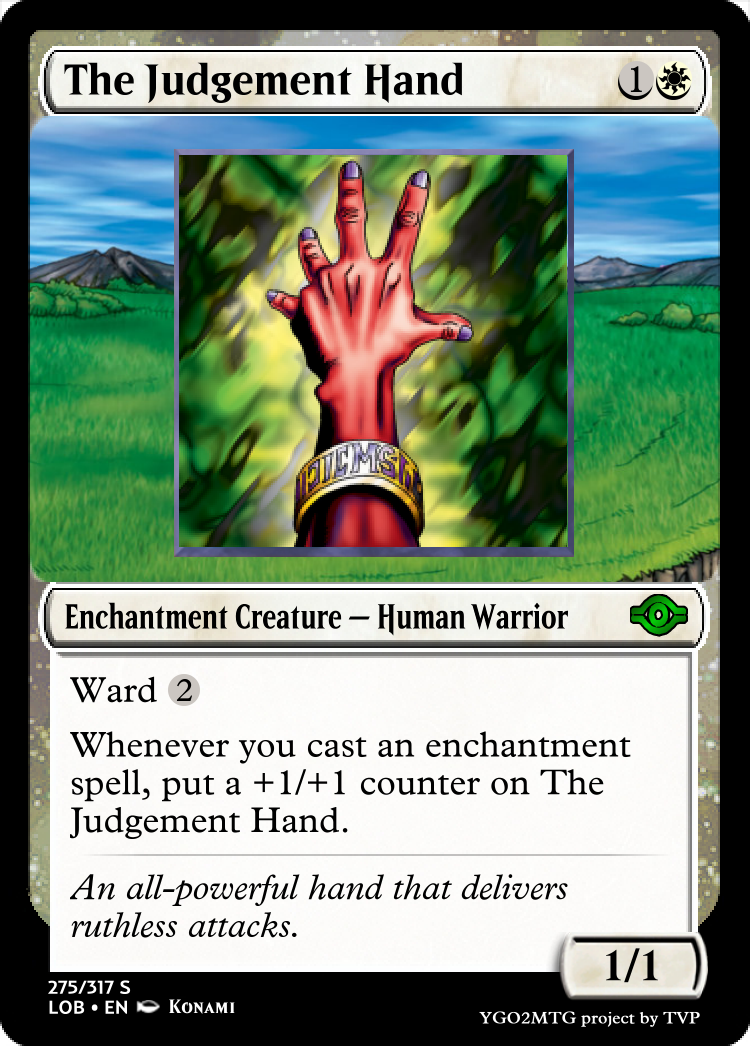 The Judgement Hand 1
Enchantment Creature — Human Warrior
Ward 2
Whenever you cast an enchantment
spell, put a +1/+1 counter on The
Judgement Hand.
An all-powerful hand that delivers
ruthless attacks.
1/1
275/317 S
LOB • EN Konami
YGO2MTG project by TVP